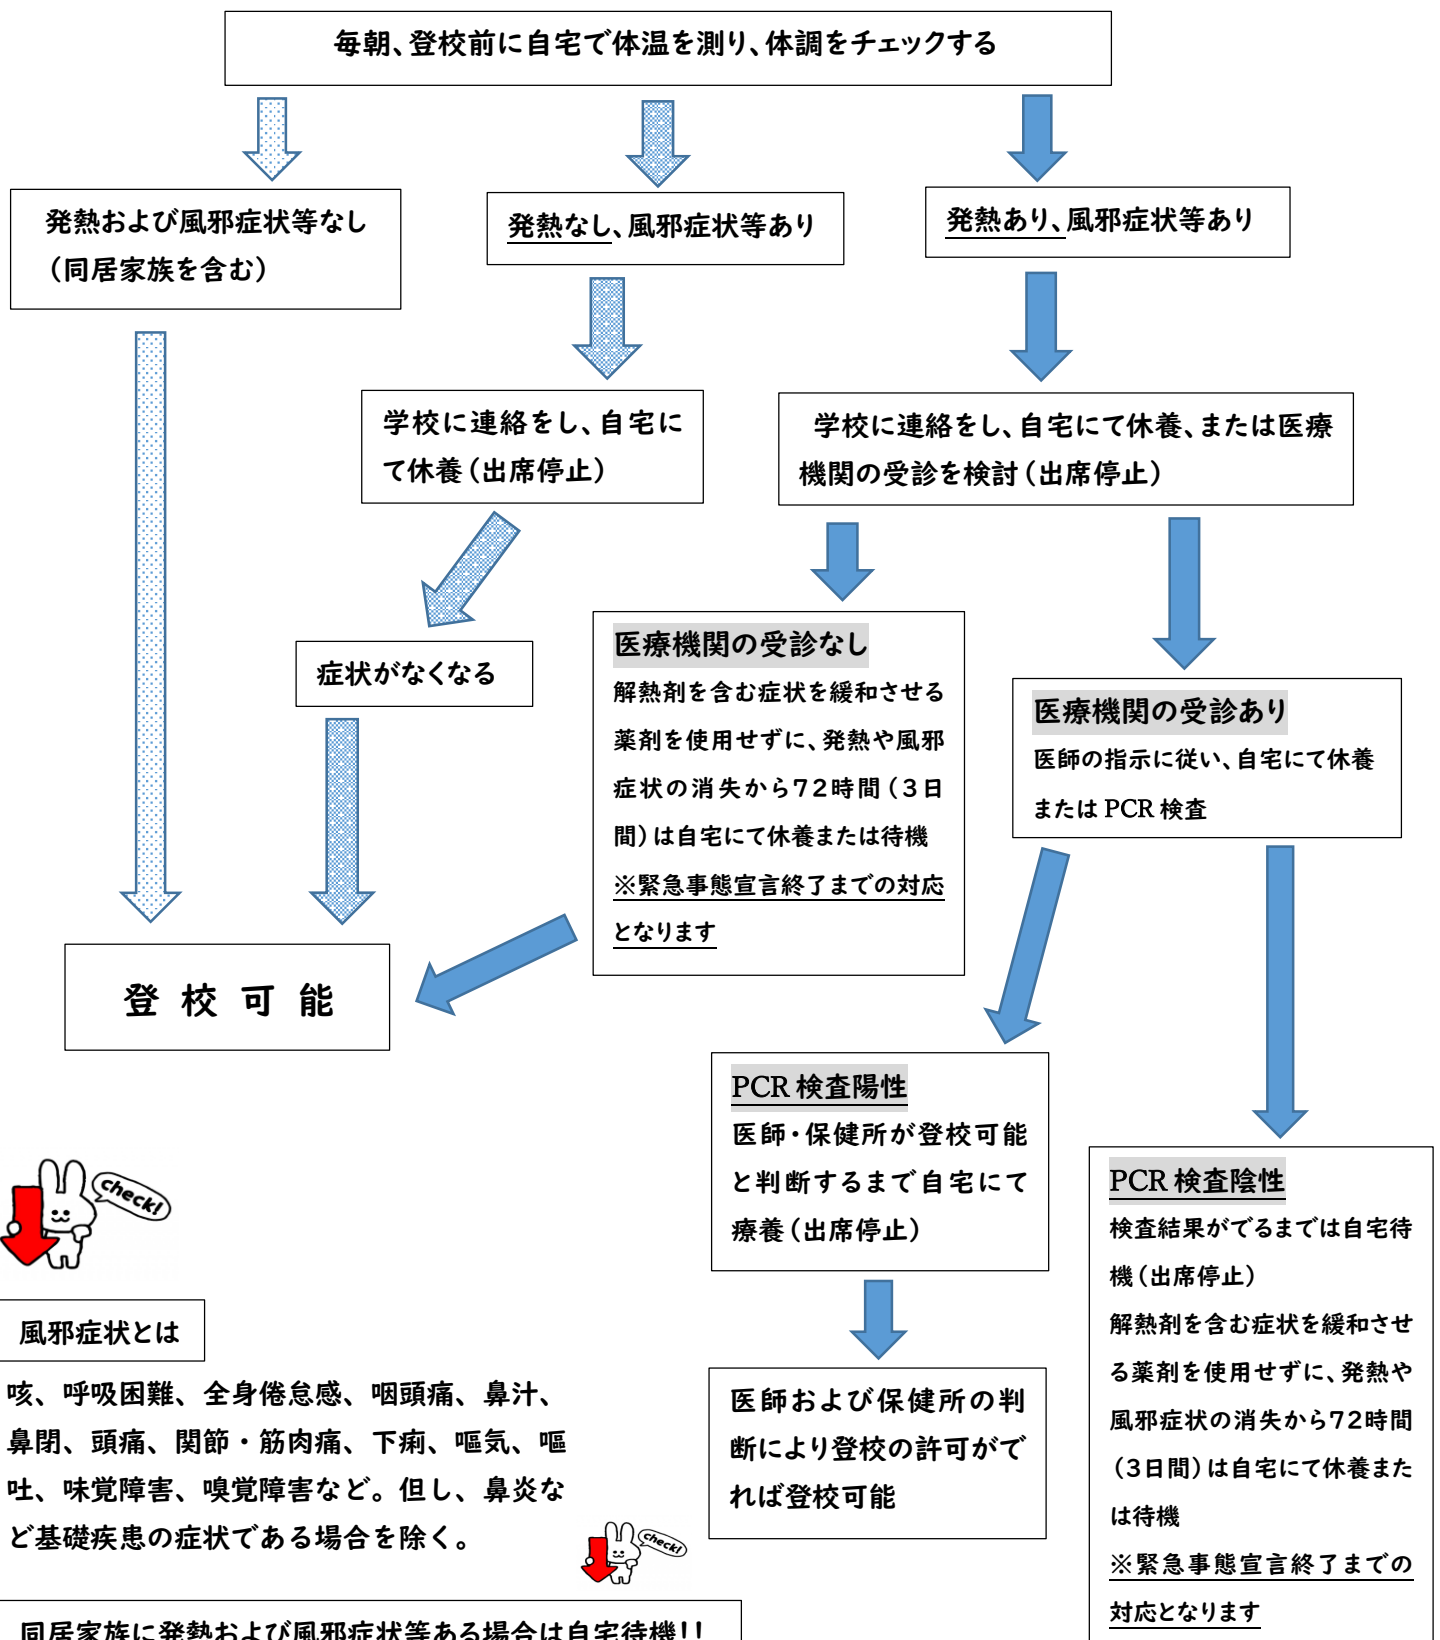 毎朝、登校前に自宅で体温を測り、体調をチェックする
発熱および風邪症状等なし
（同居家族を含む）
発熱なし、風邪症状等あり
発熱あり、風邪症状等あり
学校に連絡をし、自宅に
て休養（出席停止）
学校に連絡をし、自宅にて休養、または医療
機関の受診を検討（出席停止）
症状がなくなる
医療機関の受診なし
解熱剤を含む症状を緩和させる
薬剤を使用せずに、発熱や風邪
症状の消失から７２時間（３日
間）は自宅にて休養または待機
※緊急事態宣言終了までの対応
となります
医療機関の受診あり
医師の指示に従い、自宅にて休養
または PCR 検査
登 校 可 能
PCR 検査陽性
医師・保健所が登校可能
と判断するまで自宅にて
療養（出席停止）
PCR 検査陰性
検査結果がでるまでは自宅待
機（出席停止）
解熱剤を含む症状を緩和させ
る薬剤を使用せずに、発熱や
風邪症状の消失から７２時間
（３日間）は自宅にて休養また
は待機
※緊急事態宣言終了までの
対応となります
医師および保健所の判
断により登校の許可がで
れば登校可能
check!
風邪症状とは
咳、呼吸困難、全身倦怠感、咽頭痛、鼻汁、
鼻閉、頭痛、関節・筋肉痛、下痢、嘔気、嘔
吐、味覚障害、嗅覚障害など。但し、鼻炎な
ど基礎疾患の症状である場合を除く。
check!
同居家族に発熱および風邪症状等ある場合は自宅待機！！